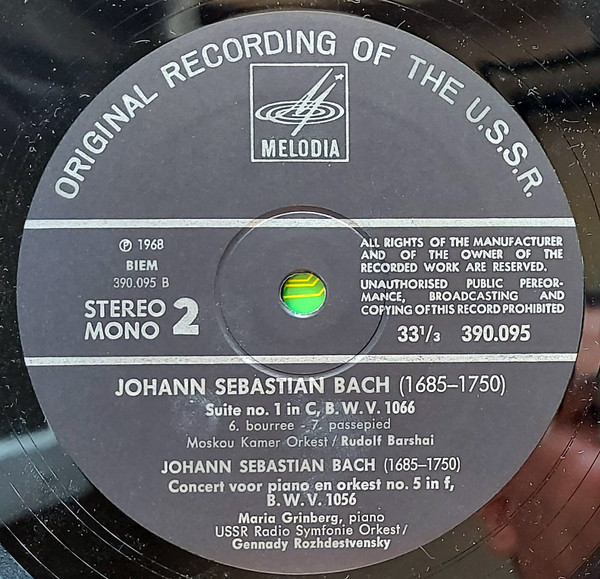 ORIGINAL RECORDING OF THE U.S.S.R.
MELODIA
℗ 1968
BIEM
390.095 B
STEREO
MONO 2
ALL RIGHTS OF THE MANUFACTURER
AND OF THE OWNER OF THE
RECORDED WORK ARE RESERVED.
UNAUTHORISED PUBLIC PEREOR-
MANCE, BROADCASTING AND
COPYING OF THIS RECORD PROHIBITED
33¹/₃ 390.095
JOHANN SEBASTIAN BACH (1685–1750)
Suite no. 1 in C, B.W.V. 1066
6. bourree - 7. passepied
Moskou Kamer Orkest / Rudolf Barshai
JOHANN SEBASTIAN BACH (1685–1750)
Concert voor piano en orkest no. 5 in f,
B.W.V. 1056
Maria Grinberg, piano
USSR Radio Symfonie Orkest/
Gennady Rozhdestvensky